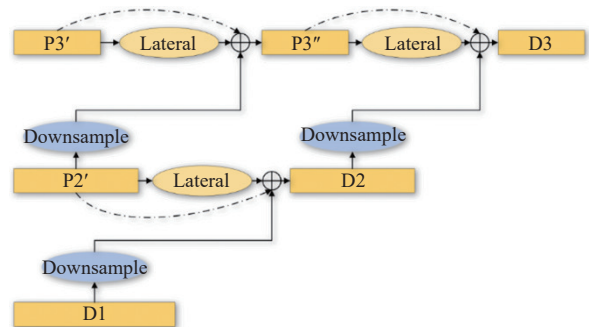 P3′ Lateral P3″ Lateral D3
Downsample Downsample
P2′ Lateral D2
Downsample
D1